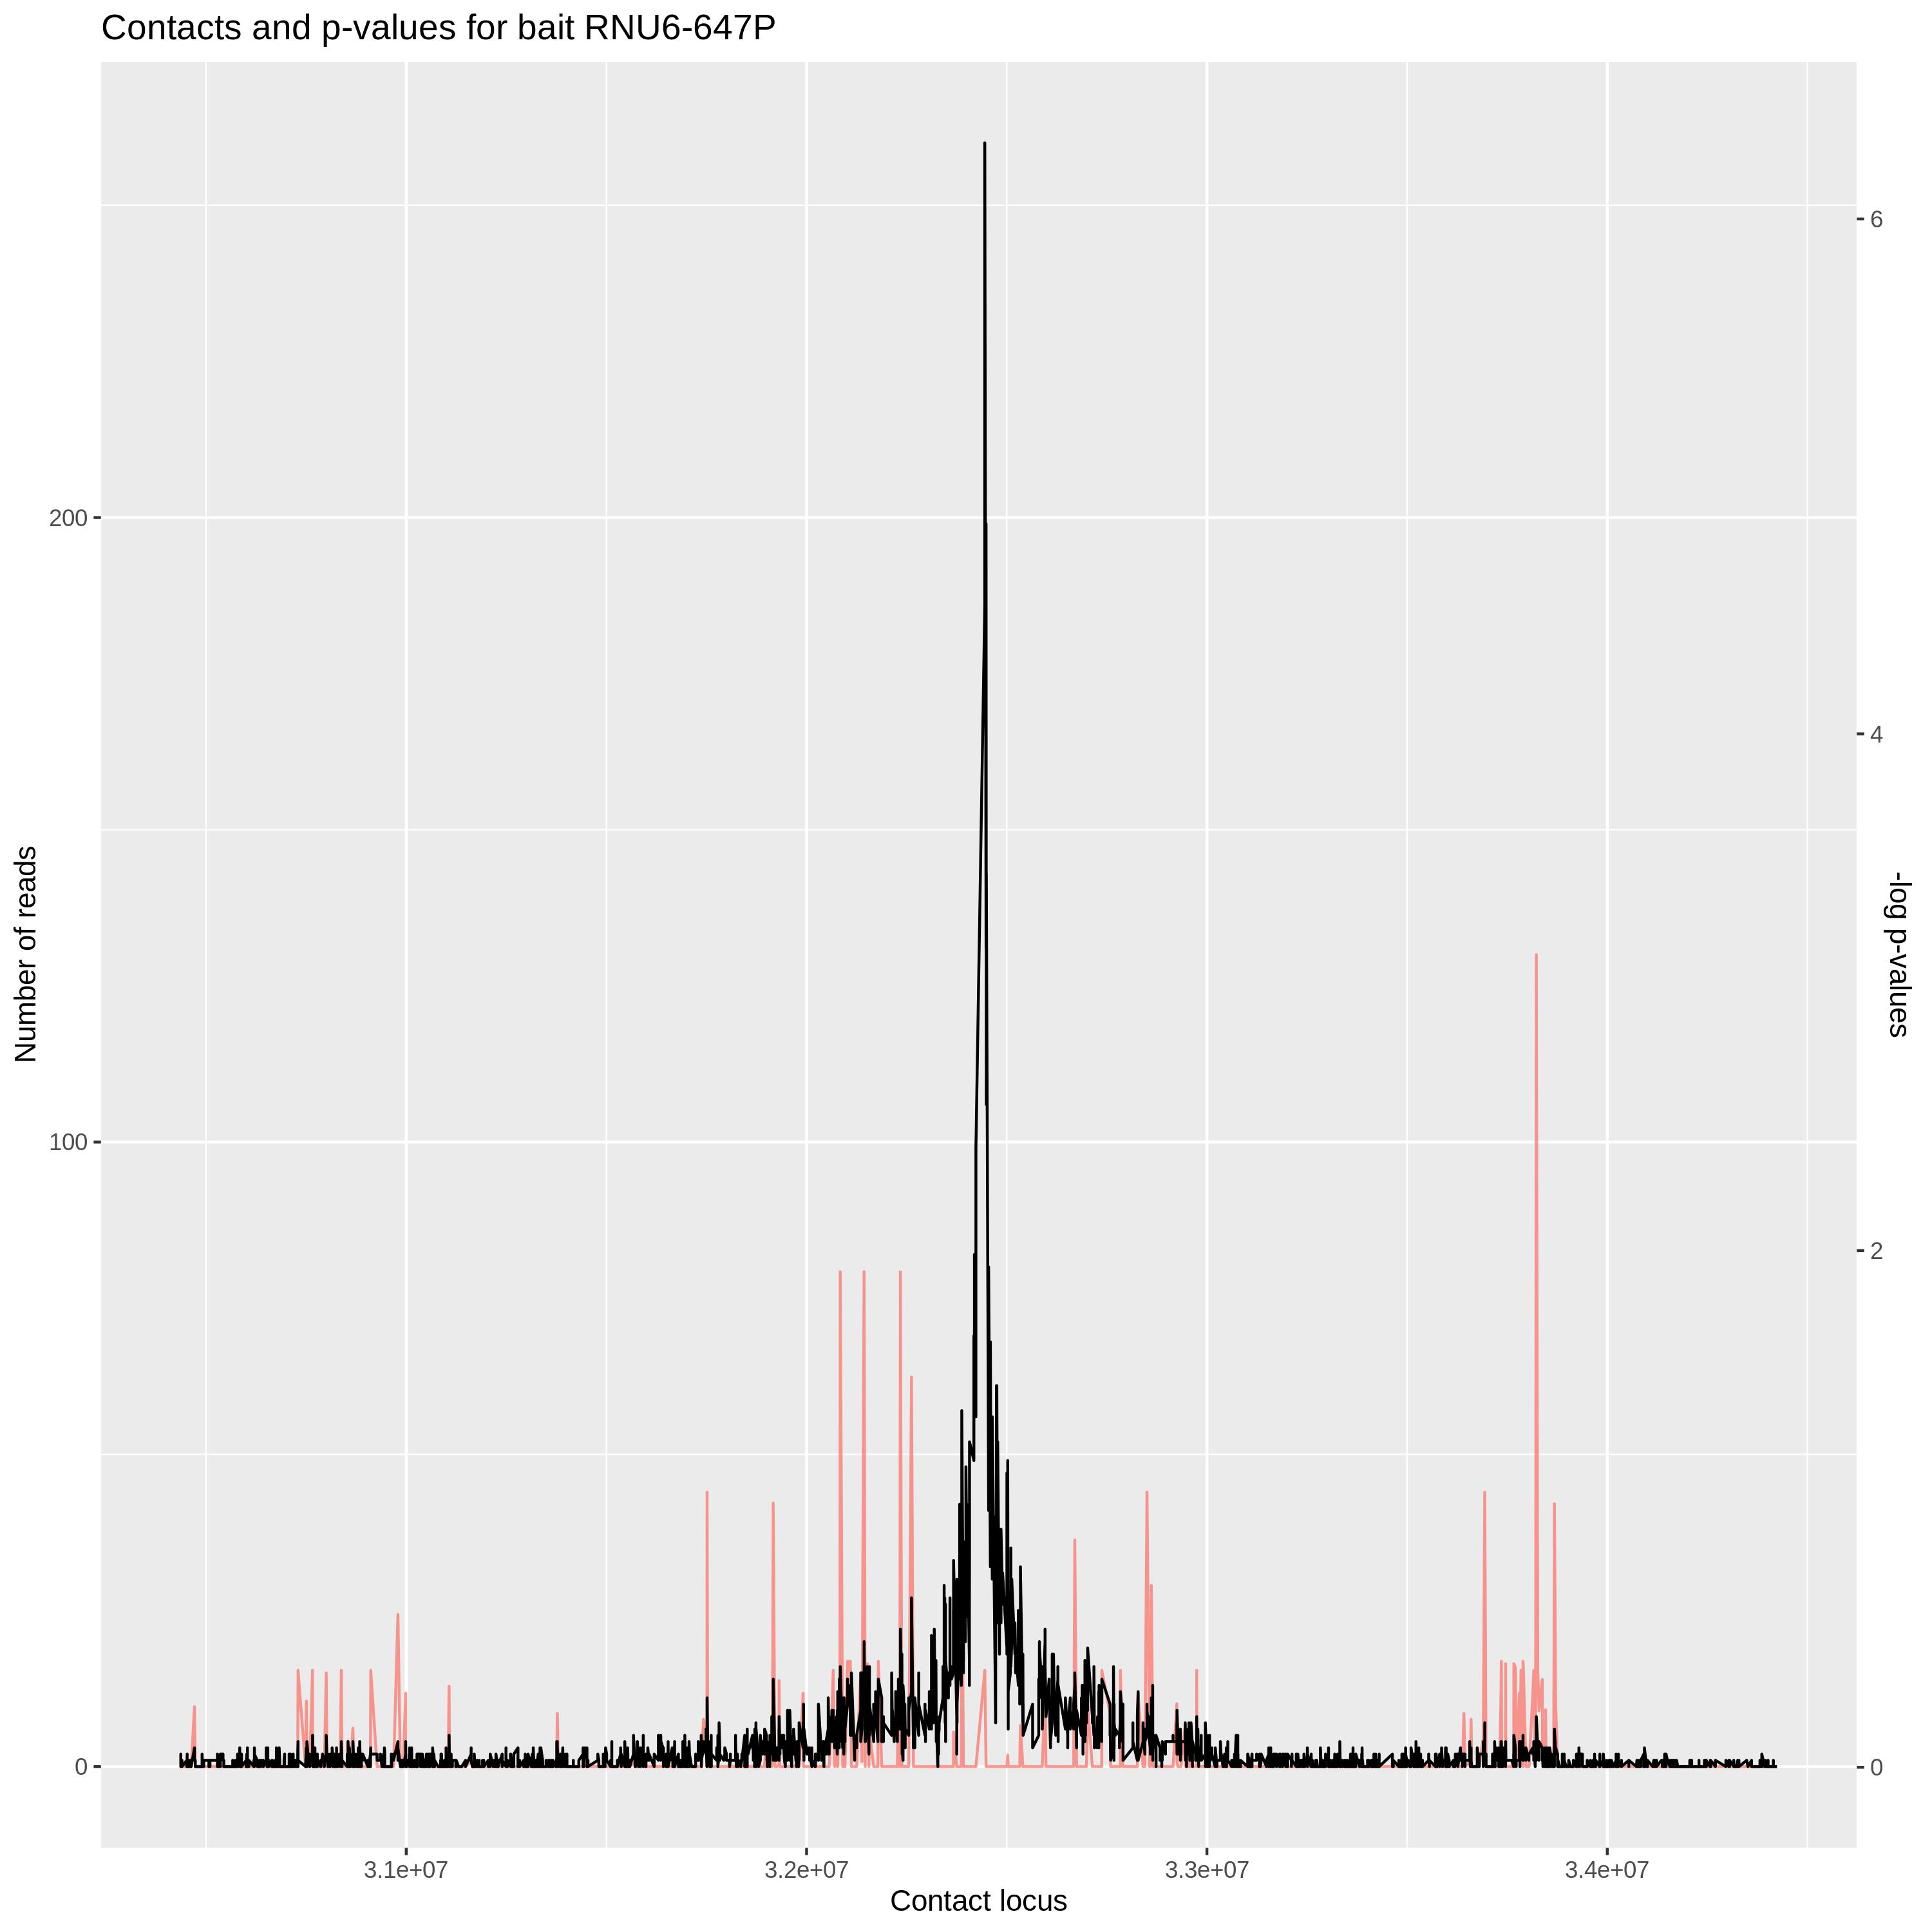 Contacts and p-values for bait RNU6-647P
Number of reads
200
100
0
6
4
2
0
-log p-values
3.1e+07
3.2e+07
3.3e+07
3.4e+07
Contact locus